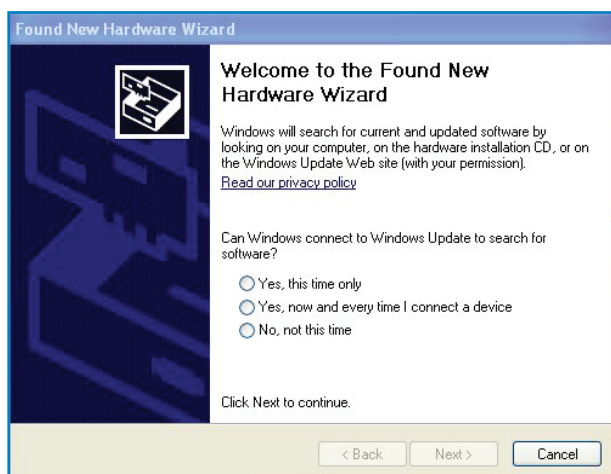 Found New Hardware Wizard
Welcome to the Found New
Hardware Wizard
Windows will search for current and updated software by
looking on your computer, on the hardware installation CD, or on
the Windows Update Web site (with your permission).
Read our privacy policy
Can Windows connect to Windows Update to search for
software?
Yes, this time only
Yes, now and every time I connect a device
No, not this time
Click Next to continue.
< Back
Next >
Cancel